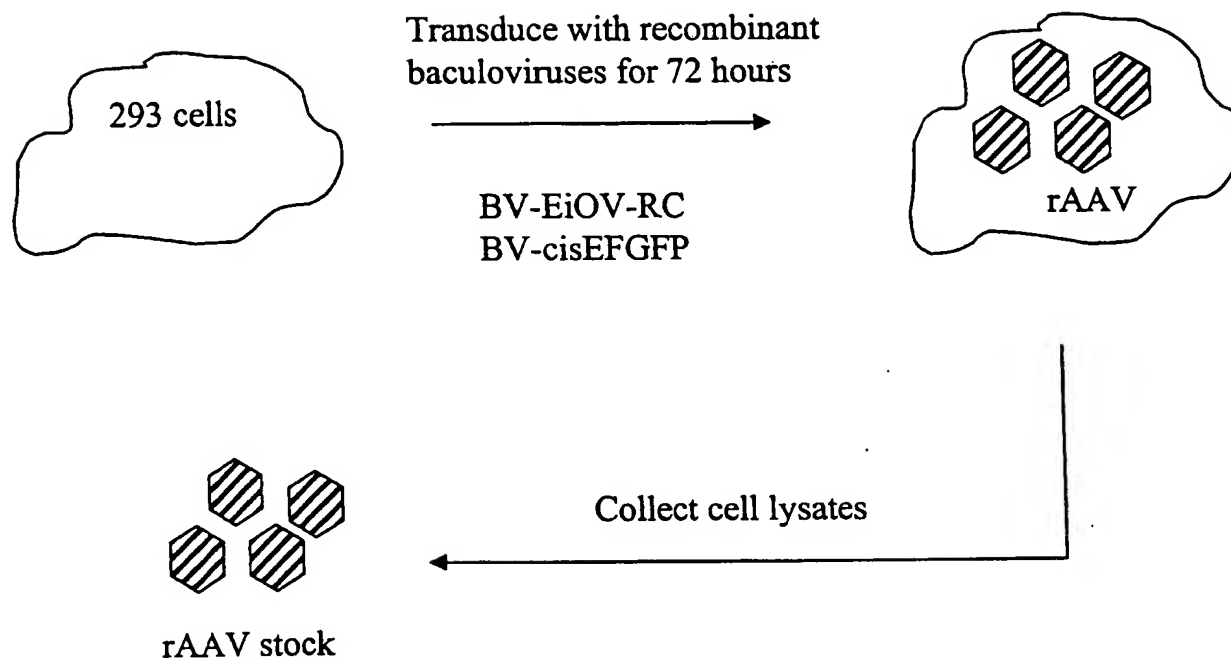 Transduce with recombinant
baculoviruses for 72 hours
293 cells
BV-EiOV-RC
BV-cisEFGFP
rAAV
Collect cell lysates
rAAV stock